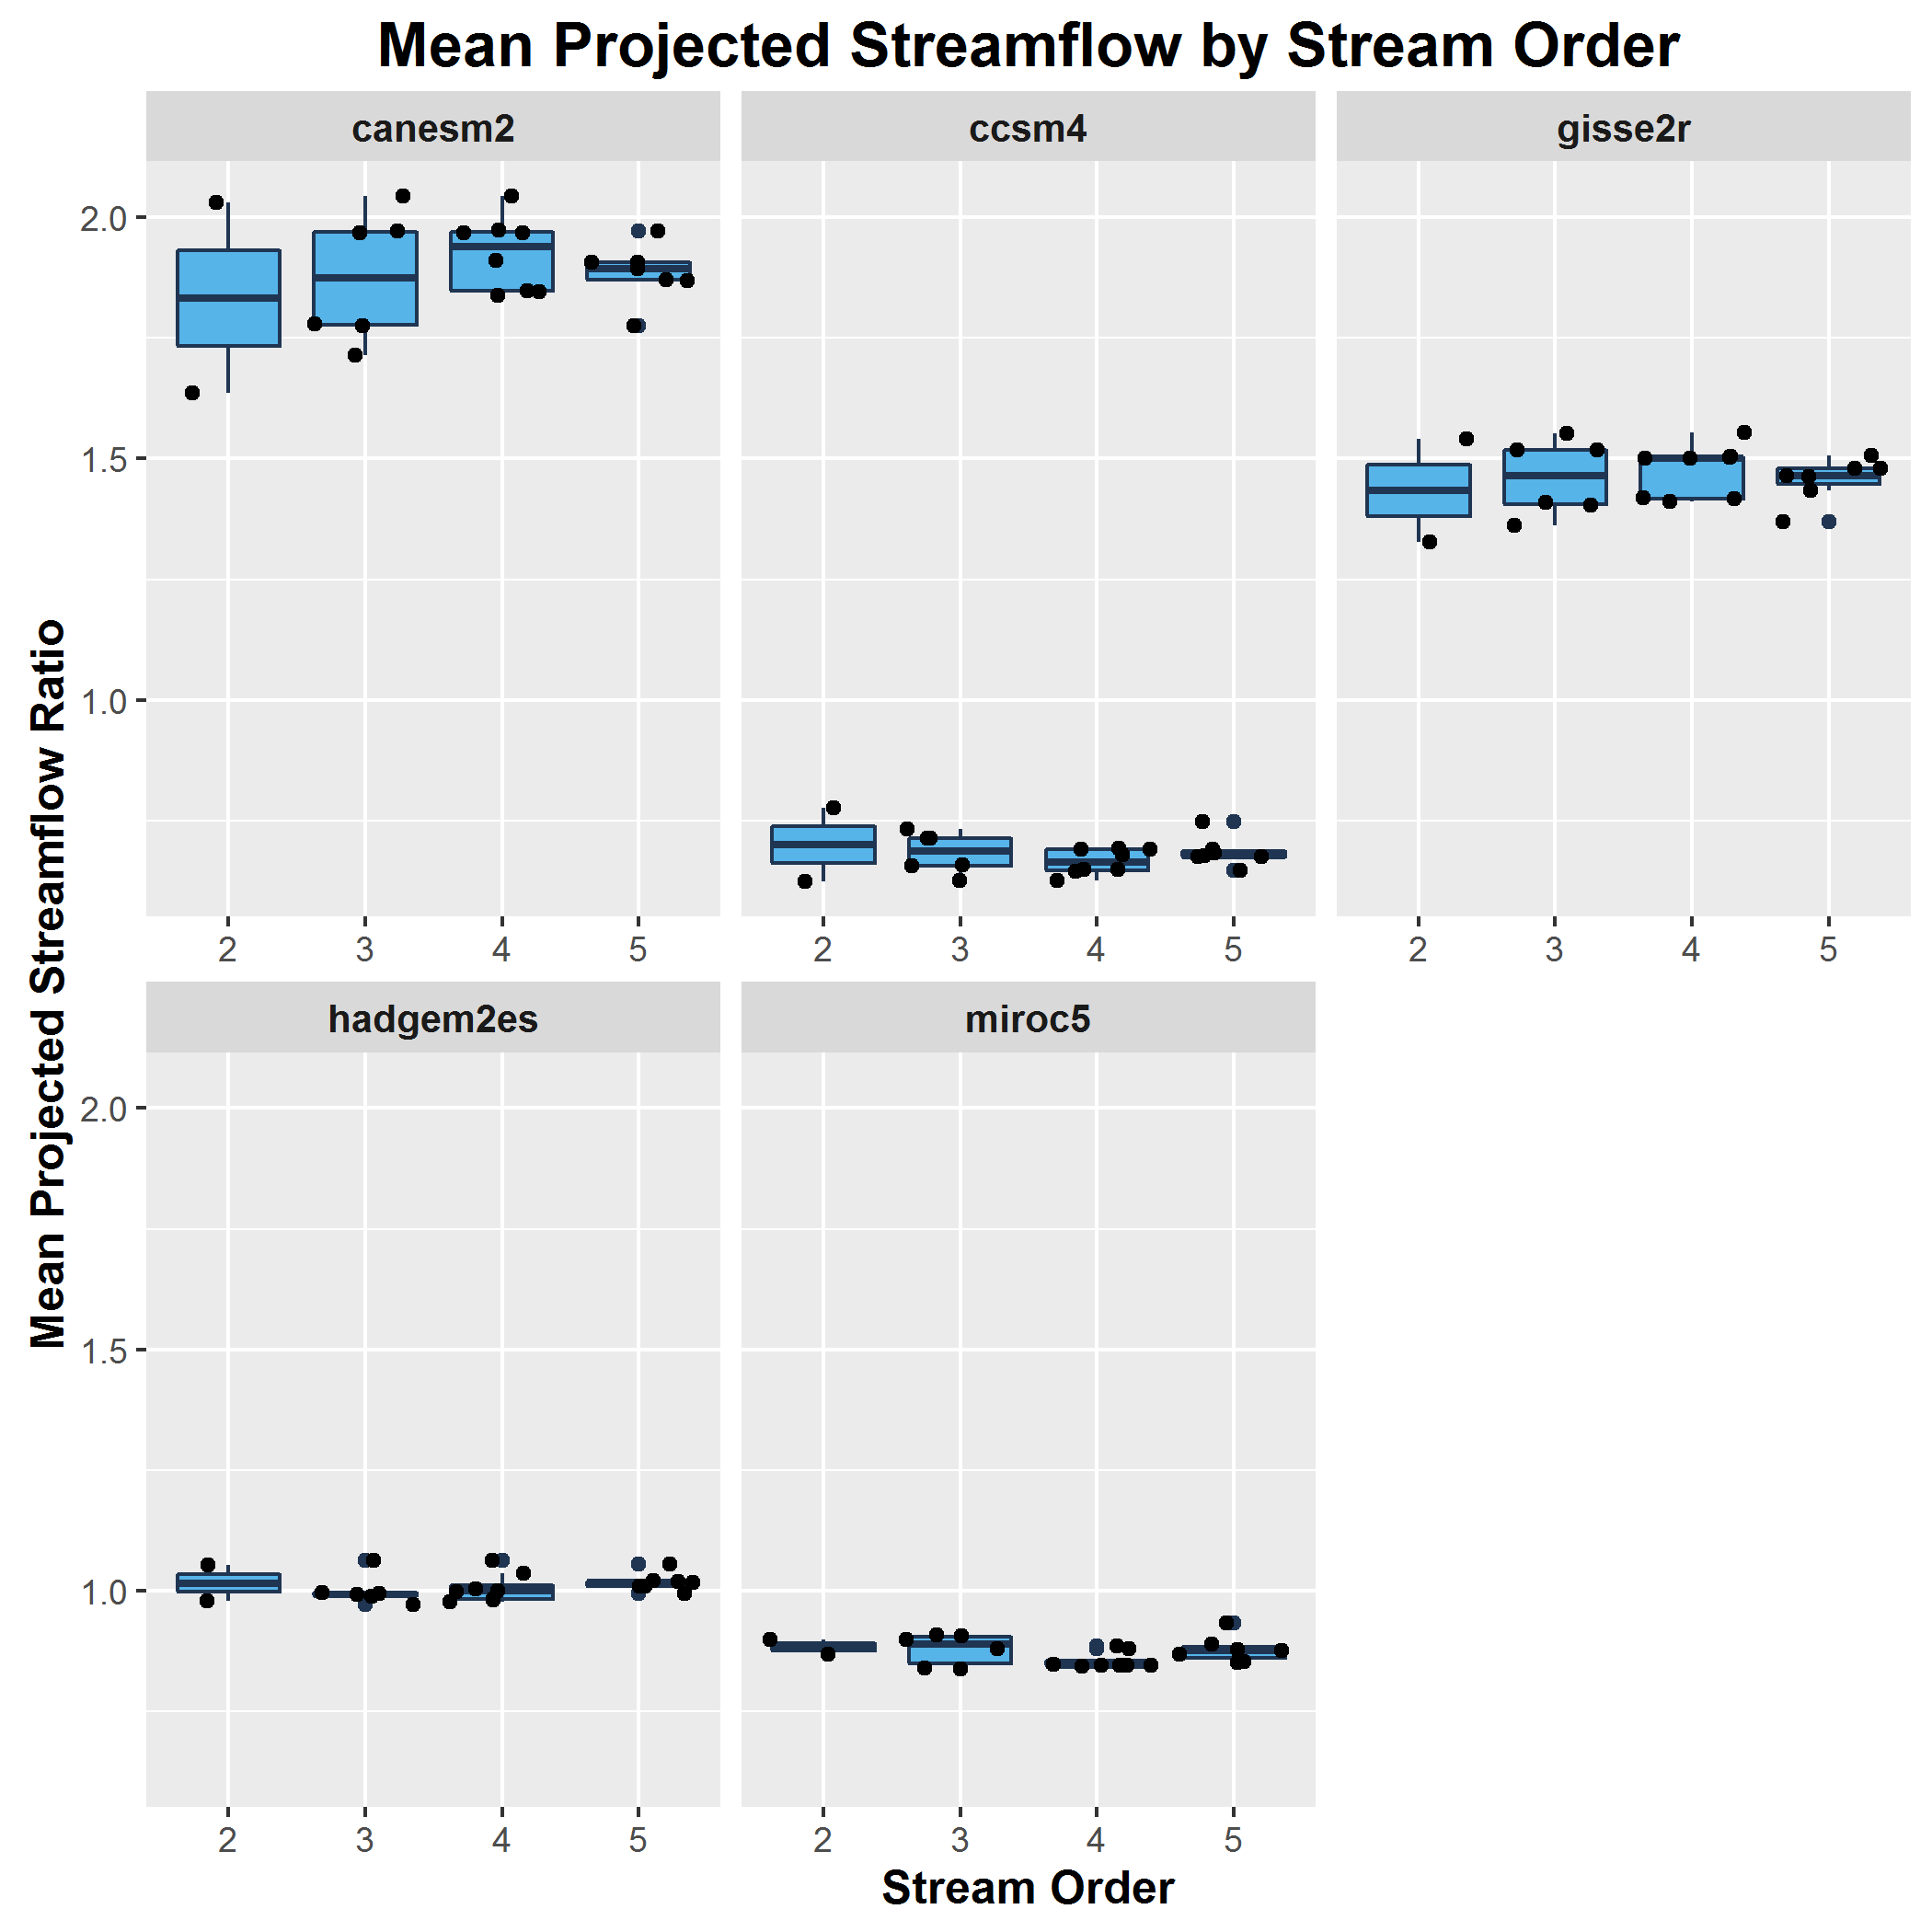 Mean Projected Streamflow by Stream Order
canesm2
ccsm4
gisse2r
Mean Projected Streamflow Ratio
2.0
1.5
1.0
2 3 4 5
2 3 4 5
2 3 4 5
hadgem2es
miroc5
2.0
1.5
1.0
2 3 4 5
2 3 4 5
Stream Order